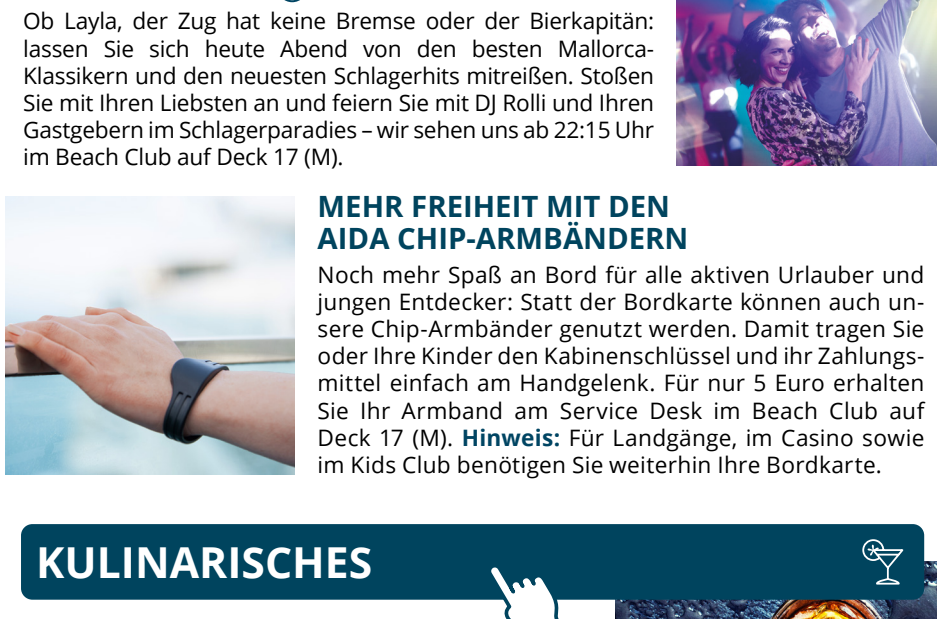 Ob Layla, der Zug hat keine Bremse oder der Bierkapitän:
lassen Sie sich heute Abend von den besten Mallorca-
Klassikern und den neuesten Schlagerhits mitreißen. Stoßen
Sie mit Ihren Liebsten an und feiern Sie mit DJ Rolli und Ihren
Gastgebern im Schlagerparadies – wir sehen uns ab 22:15 Uhr
im Beach Club auf Deck 17 (M).
MEHR FREIHEIT MIT DEN
AIDA CHIP-ARMBÄNDERN
Noch mehr Spaß an Bord für alle aktiven Urlauber und
jungen Entdecker: Statt der Bordkarte können auch un-
sere Chip-Armbänder genutzt werden. Damit tragen Sie
oder Ihre Kinder den Kabinenschlüssel und ihr Zahlungs-
mittel einfach am Handgelenk. Für nur 5 Euro erhalten
Sie Ihr Armband am Service Desk im Beach Club auf
Deck 17 (M). Hinweis: Für Landgänge, im Casino sowie
im Kids Club benötigen Sie weiterhin Ihre Bordkarte.
KULINARISCHES